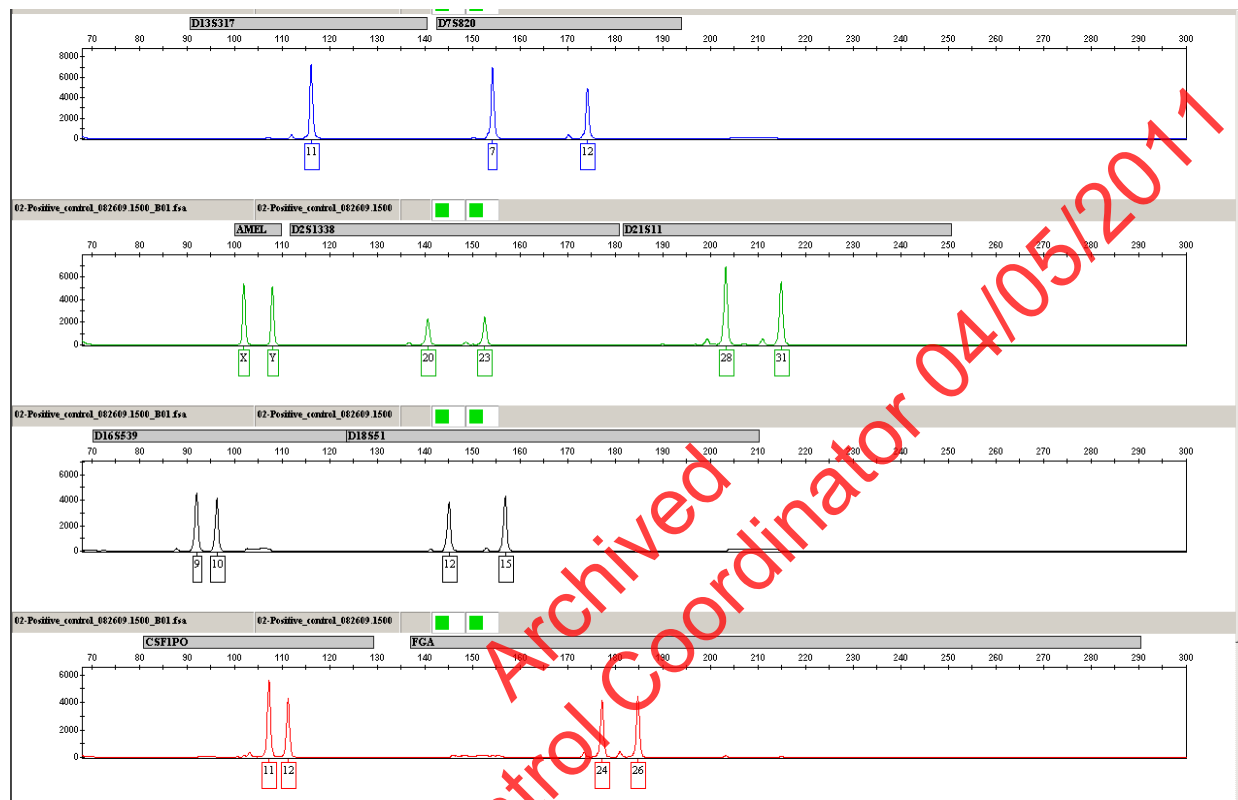 D13S317 D7S820
70 80 90 100 110 120 130 140 150 160 170 180 190 200 210 220 230 240 250 260 270 280 290 300
8000
6000
4000
2000
0
11 7 12
02-Positive_control_082609.1500_B01.fsa 02-Positive_control_082609.1500
AMEL D2S1338 D21S11
70 80 90 100 110 120 130 140 150 160 170 180 190 200 210 220 230 240 250 260 270 280 290 300
6000
4000
2000
0
X Y 20 23 28 31
02-Positive_control_082609.1500_B01.fsa 02-Positive_control_082609.1500
D16S539 D18S51
70 80 90 100 110 120 130 140 150 160 170 180 190 200 210 220 230 240 250 260 270 280 290 300
6000
4000
2000
0
9 10 12 15
02-Positive_control_082609.1500_B01.fsa 02-Positive_control_082609.1500
CSF1PO FGA
70 80 90 100 110 120 130 140 150 160 170 180 190 200 210 220 230 240 250 260 270 280 290 300
6000
4000
2000
0
11 12 24 26
Archived
ntrol Coordinator 04/05/2011